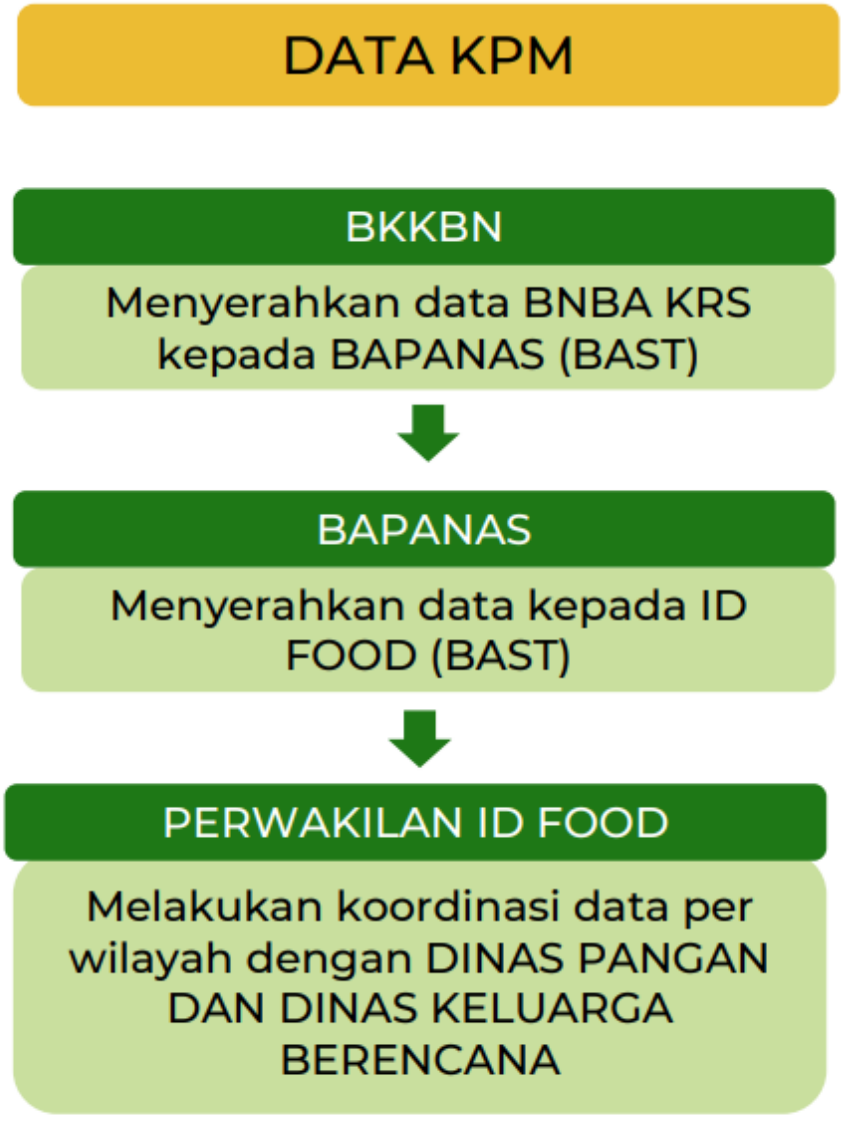 DATA KPM
BKKBN
Menyerahkan data BNBA KRS
kepada BAPANAS (BAST)
BAPANAS
Menyerahkan data kepada ID
FOOD (BAST)
PERWAKILAN ID FOOD
Melakukan koordinasi data per
wilayah dengan DINAS PANGAN
DAN DINAS KELUARGA
BERENCANA